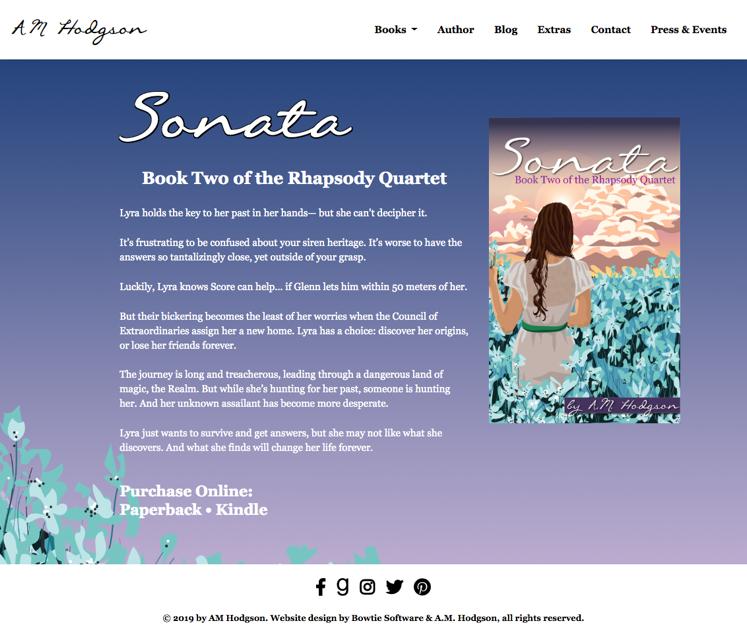 A.M. Hodgson
Books
Author
Blog
Extras
Contact
Press & Events
Sonata
Book Two of the Rhapsody Quartet
Lyra holds the key to her past in her hands— but she can't decipher it.
It's frustrating to be confused about your siren heritage. It's worse to have the
answers so tantalizingly close, yet outside of your grasp.
Luckily, Lyra knows Score can help... if Glenn lets him within 50 meters of her.
But their bickering becomes the least of her worries when the Council of
Extraordinaries assign her a new home. Lyra has a choice: discover her origins,
or lose her friends forever.
The journey is long and treacherous, leading through a dangerous land of
magic, the Realm. But while she's hunting for her past, someone is hunting
her. And her unknown assailant has become more desperate.
Lyra just wants to survive and get answers, but she may not like what she
discovers. And what she finds will change her life forever.
Purchase Online:
Paperback • Kindle
Sonata
Book Two of the Rhapsody Quartet
by A.M. Hodgson
© 2019 by AM Hodgson. Website design by Bowtie Software & A.M. Hodgson, all rights reserved.